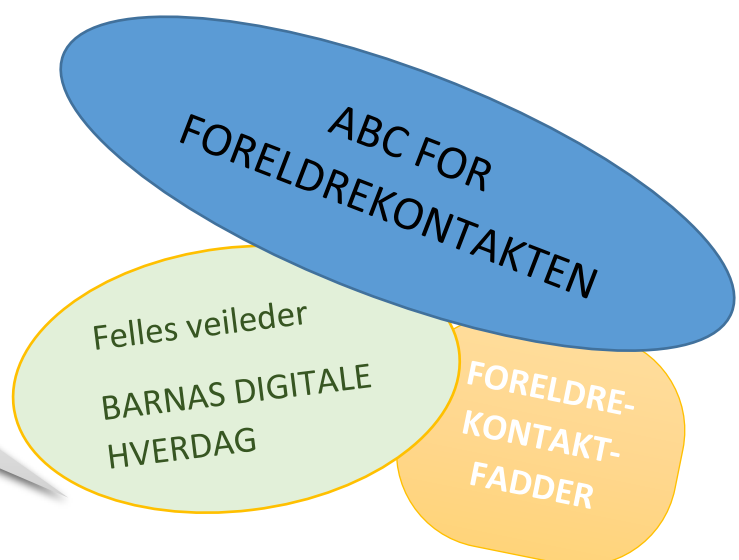 ABC FOR
FORELDREKONTAKTEN
Felles veileder
BARNAS DIGITALE
HVERDAG
FORELDRE-
KONTAKT-
FADDER